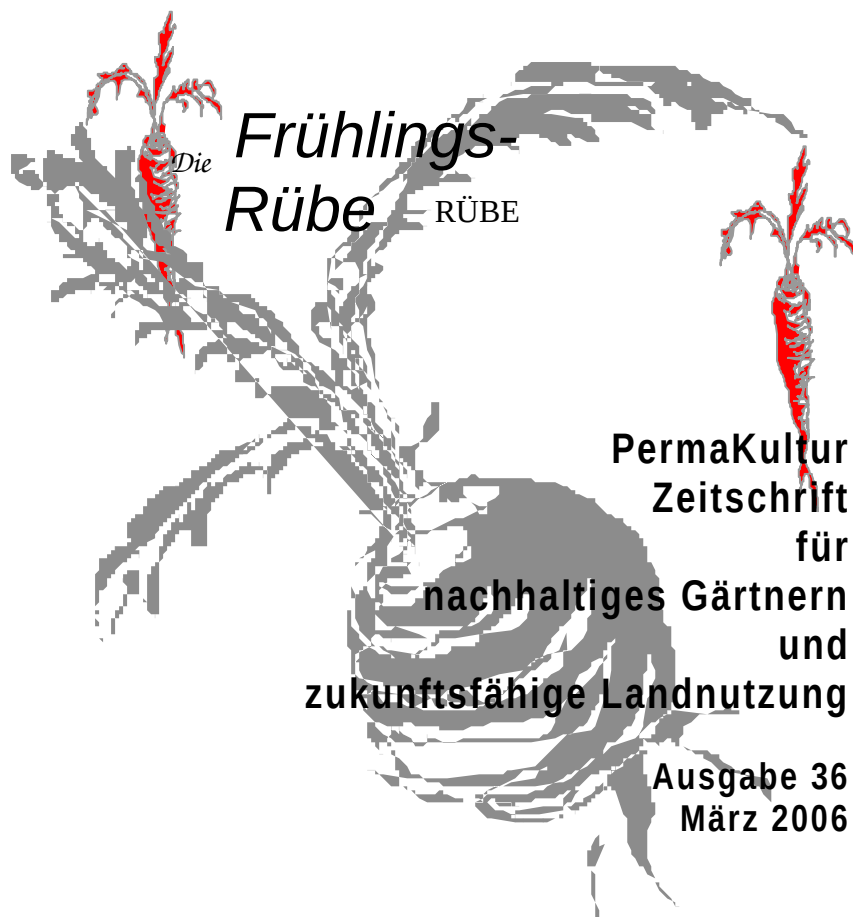 Die Frühlings-
Rübe RÜBE
PermaKultur
Zeitschrift
für
nachhaltiges Gärtnern
und
zukunftsfähige Landnutzung
Ausgabe 36
März 2006